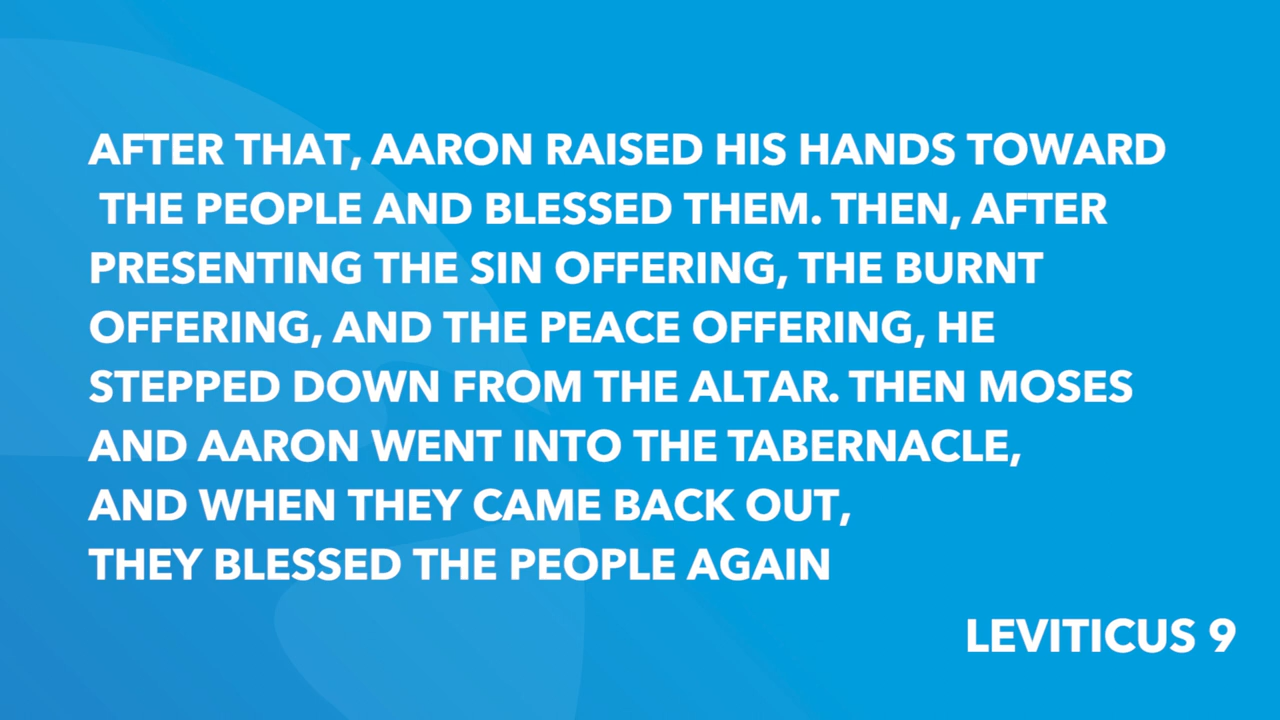 AFTER THAT, AARON RAISED HIS HANDS TOWARD
THE PEOPLE AND BLESSED THEM. THEN, AFTER
PRESENTING THE SIN OFFERING, THE BURNT
OFFERING, AND THE PEACE OFFERING, HE
STEPPED DOWN FROM THE ALTAR. THEN MOSES
AND AARON WENT INTO THE TABERNACLE,
AND WHEN THEY CAME BACK OUT,
THEY BLESSED THE PEOPLE AGAIN
LEVITICUS 9